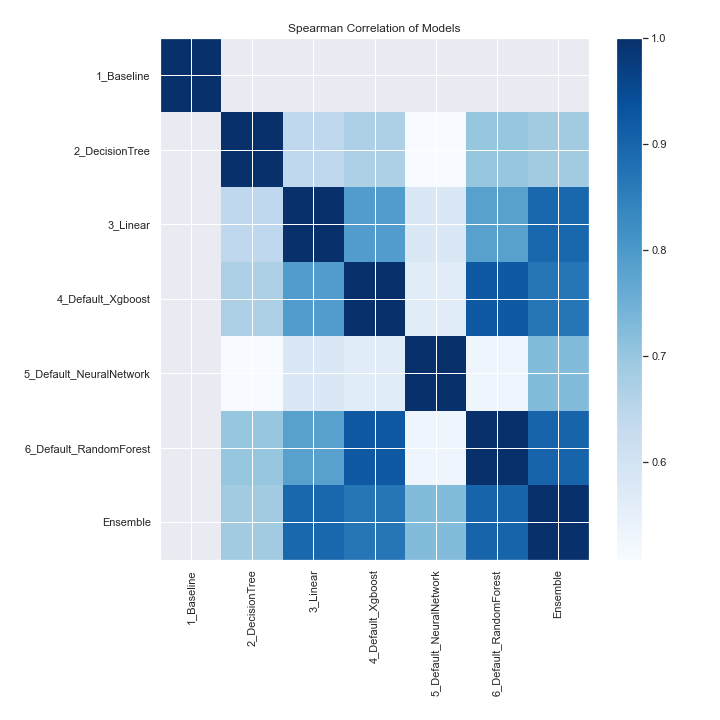 Spearman Correlation of Models
1_Baseline
2_DecisionTree
3_Linear
4_Default_Xgboost
5_Default_NeuralNetwork
6_Default_RandomForest
Ensemble
1_Baseline
2_DecisionTree
3_Linear
4_Default_Xgboost
5_Default_NeuralNetwork
6_Default_RandomForest
Ensemble
1.0
0.9
0.8
0.7
0.6